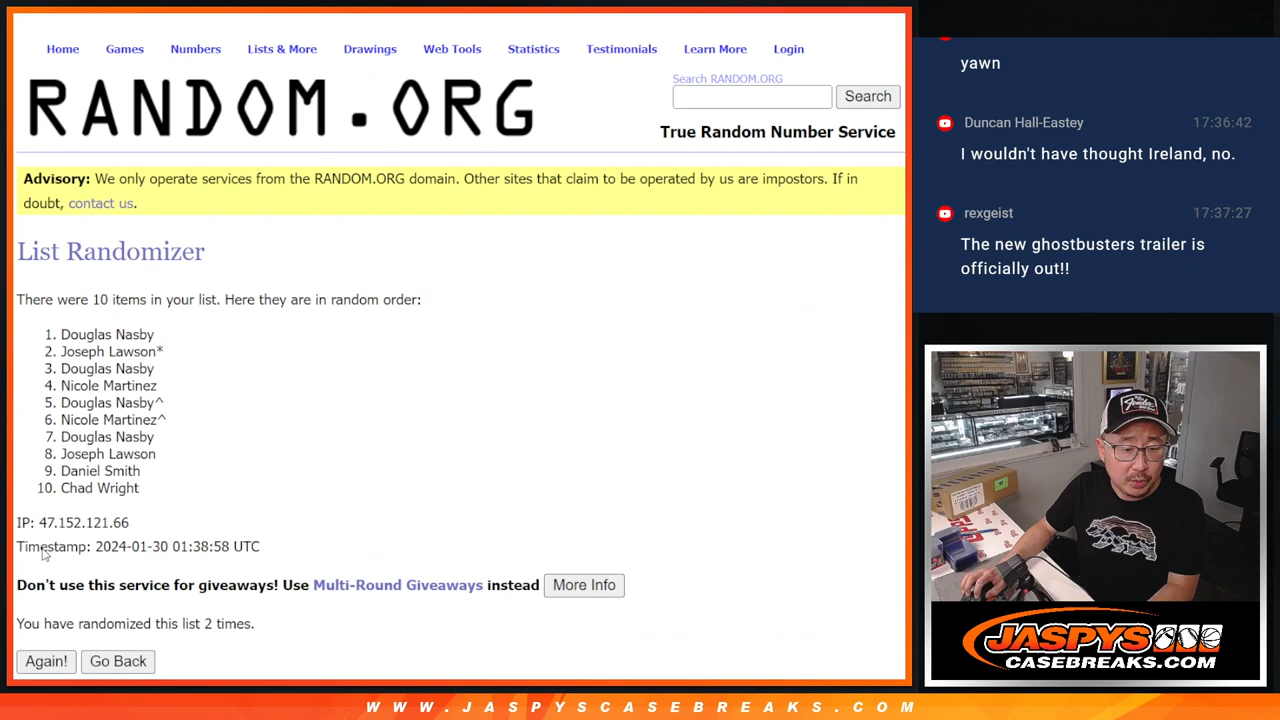 Home Games Numbers Lists & More Drawings Web Tools Statistics Testimonials Learn More Login
RANDOM.ORG
Search RANDOM.ORG
Search
True Random Number Service
Advisory: We only operate services from the RANDOM.ORG domain. Other sites that claim to be operated by us are impostors. If in
doubt, contact us.
List Randomizer
There were 10 items in your list. Here they are in random order:
1. Douglas Nasby
2. Joseph Lawson*
3. Douglas Nasby
4. Nicole Martinez
5. Douglas Nasby^
6. Nicole Martinez^
7. Douglas Nasby
8. Joseph Lawson
9. Daniel Smith
10. Chad Wright
IP: 47.152.121.66
Timestamp: 2024-01-30 01:38:58 UTC
Don't use this service for giveaways! Use Multi-Round Giveaways instead More Info
You have randomized this list 2 times.
Again! Go Back
yawn
Duncan Hall-Eastey 17:36:42
I wouldn't have thought Ireland, no.
rexgeist 17:37:27
The new ghostbusters trailer is
officially out!!
Fender
JASPYS
CASEBREAKS.COM
WWW.JASPYSCASEBREAKS.COM